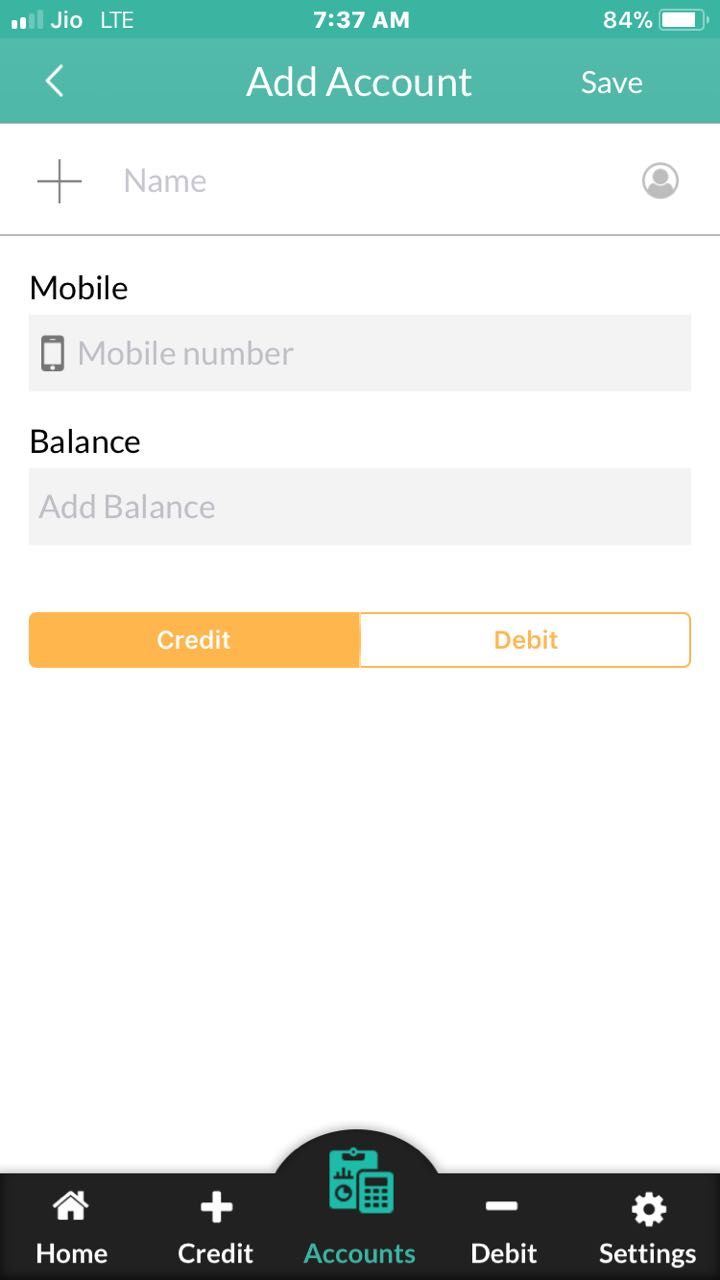 Jio LTE 7:37 AM 84%
Add Account Save
Name
Mobile
Mobile number
Balance
Add Balance
Credit Debit
Home Credit Accounts Debit Settings